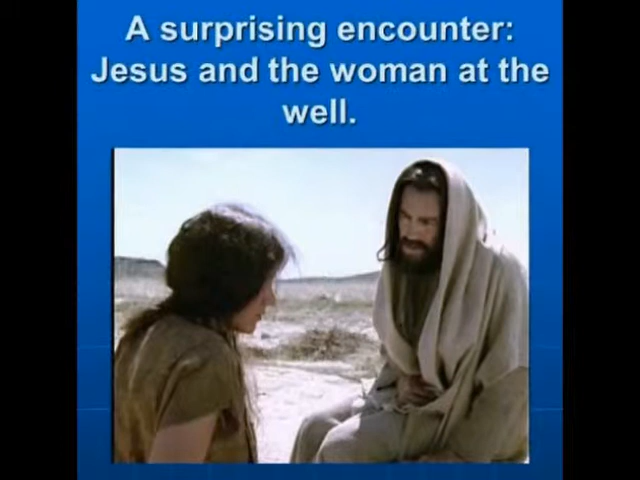 A surprising encounter:
Jesus and the woman at the
well.